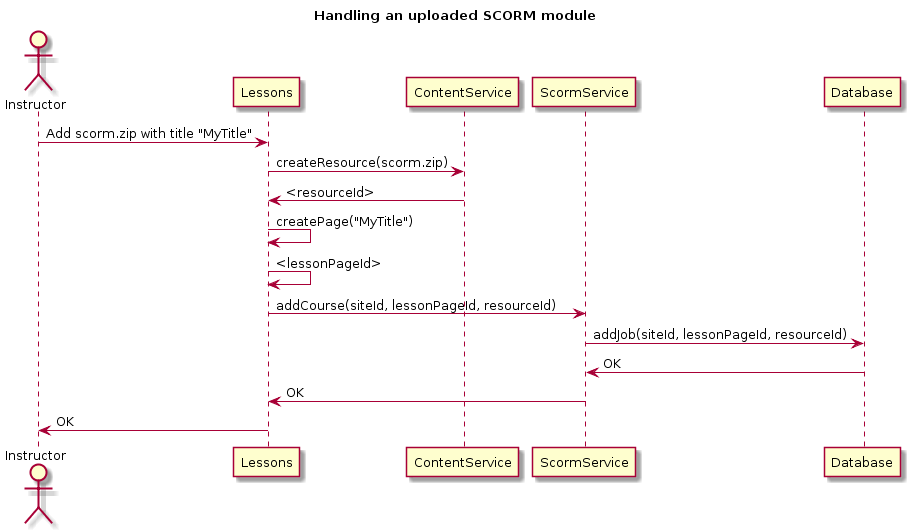 Handling an uploaded SCORM module
Instructor
Lessons
ContentService
ScormService
Database
Add scorm.zip with title "MyTitle"
createResource(scorm.zip)
<resourceId>
createPage("MyTitle")
<lessonPageId>
addCourse(siteId, lessonPageId, resourceId)
addJob(siteId, lessonPageId, resourceId)
OK
OK
OK
Instructor
Lessons
ContentService
ScormService
Database